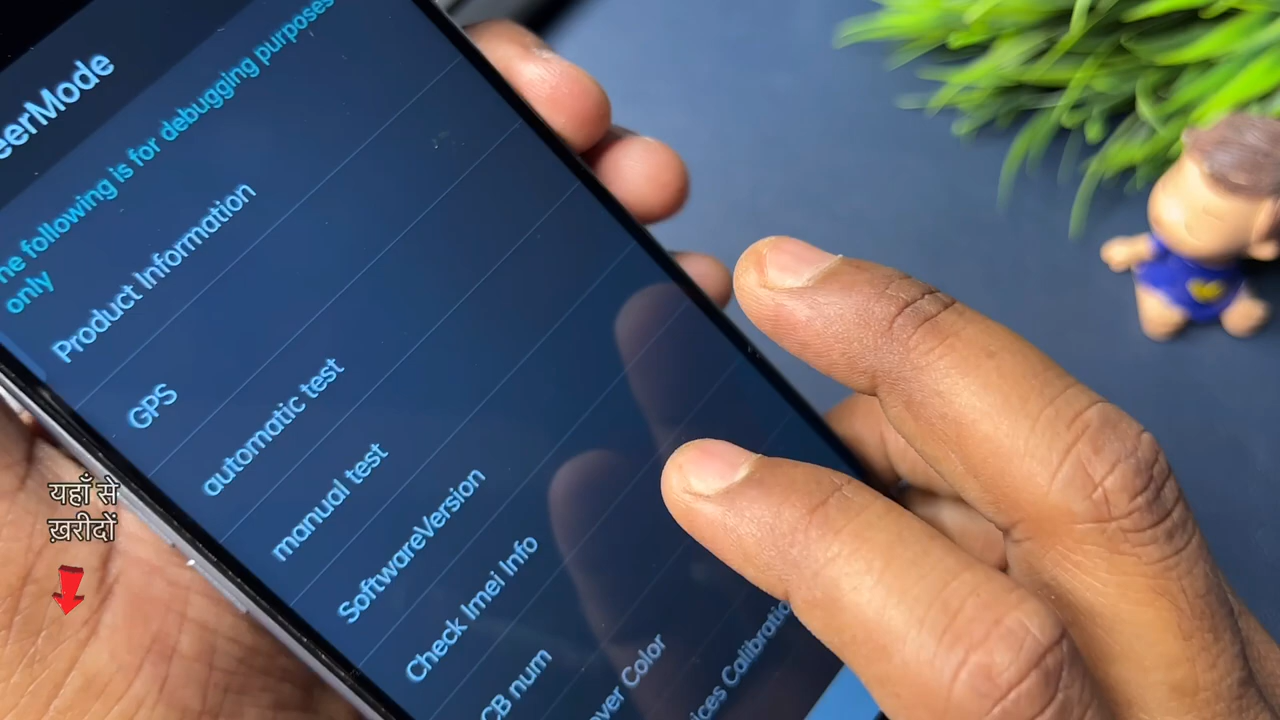 eerMode
he following is for debugging purposes
only
Product Information
GPS
automatic test
manual test
SoftwareVersion
Check Imei Info
CB num
over Color
ices Calibratio
यहाँ से
ख़रीदों